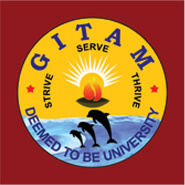 GITAM
STRIVE
SERVE
THRIVE
DEEMED TO BE UNIVERSITY